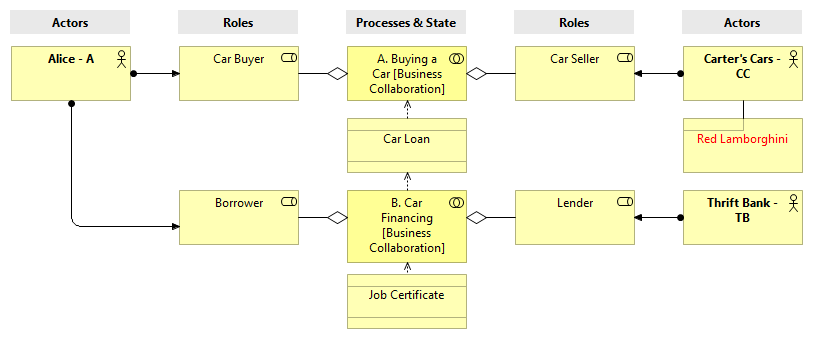 Actors
Roles
Processes & State
Roles
Actors
Alice - A
Car Buyer
A. Buying a
Car [Business
Collaboration]
Car Seller
Carter's Cars -
CC
Car Loan
Red Lamborghini
Borrower
B. Car
Financing
[Business
Collaboration]
Lender
Thrift Bank -
TB
Job Certificate